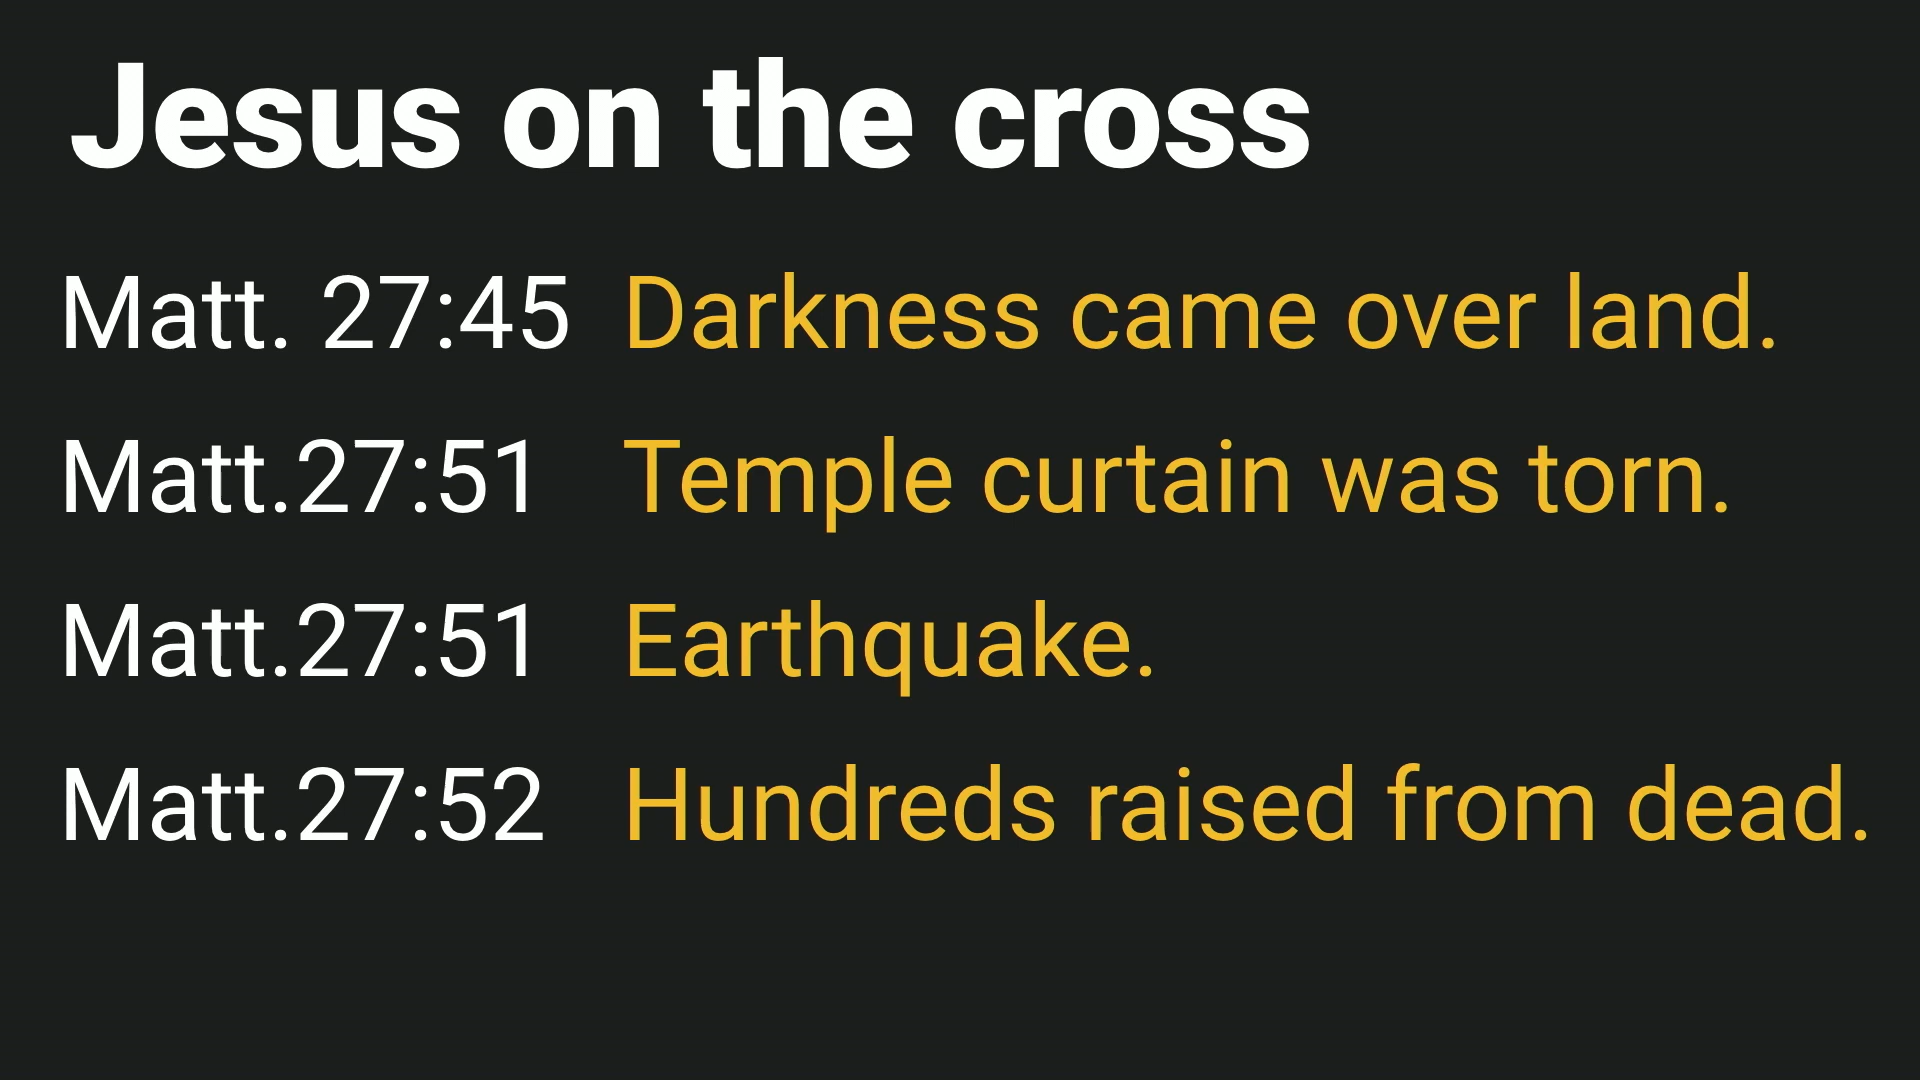 Jesus on the cross
Matt. 27:45 Darkness came over land.
Matt.27:51 Temple curtain was torn.
Matt.27:51 Earthquake.
Matt.27:52 Hundreds raised from dead.